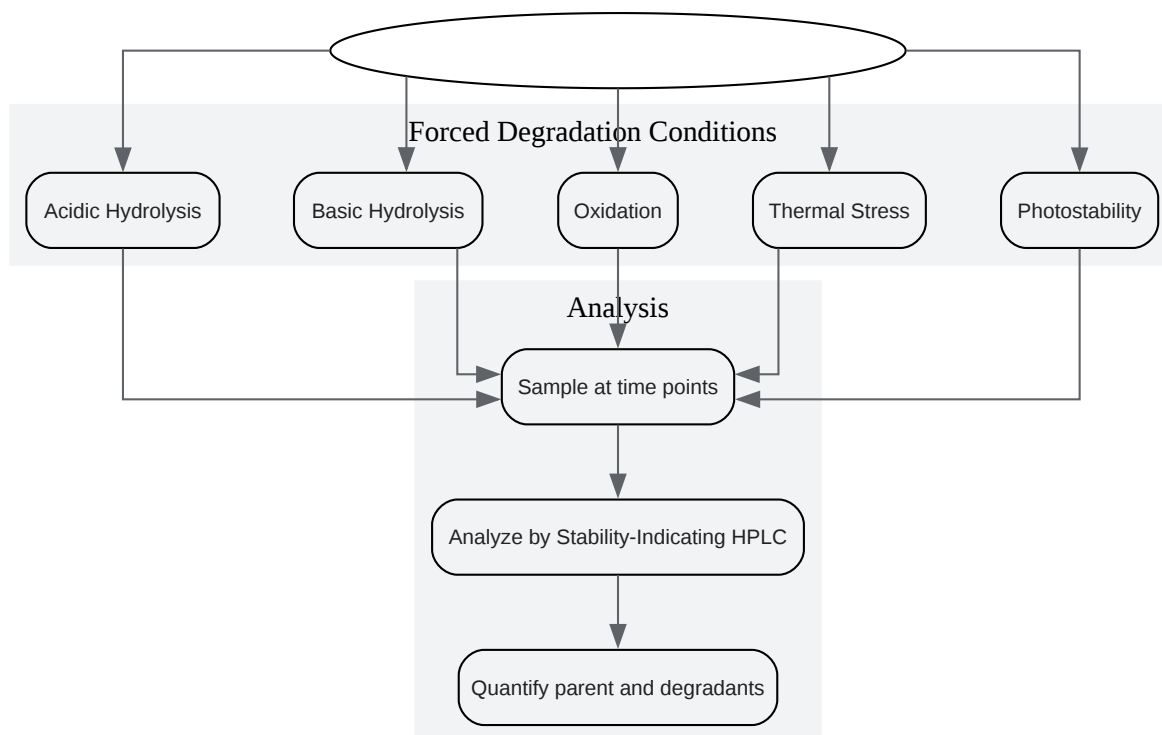 Forced Degradation Conditions
Acidic Hydrolysis
Basic Hydrolysis
Oxidation
Thermal Stress
Photostability
Analysis
Sample at time points
Analyze by Stability-Indicating HPLC
Quantify parent and degradants